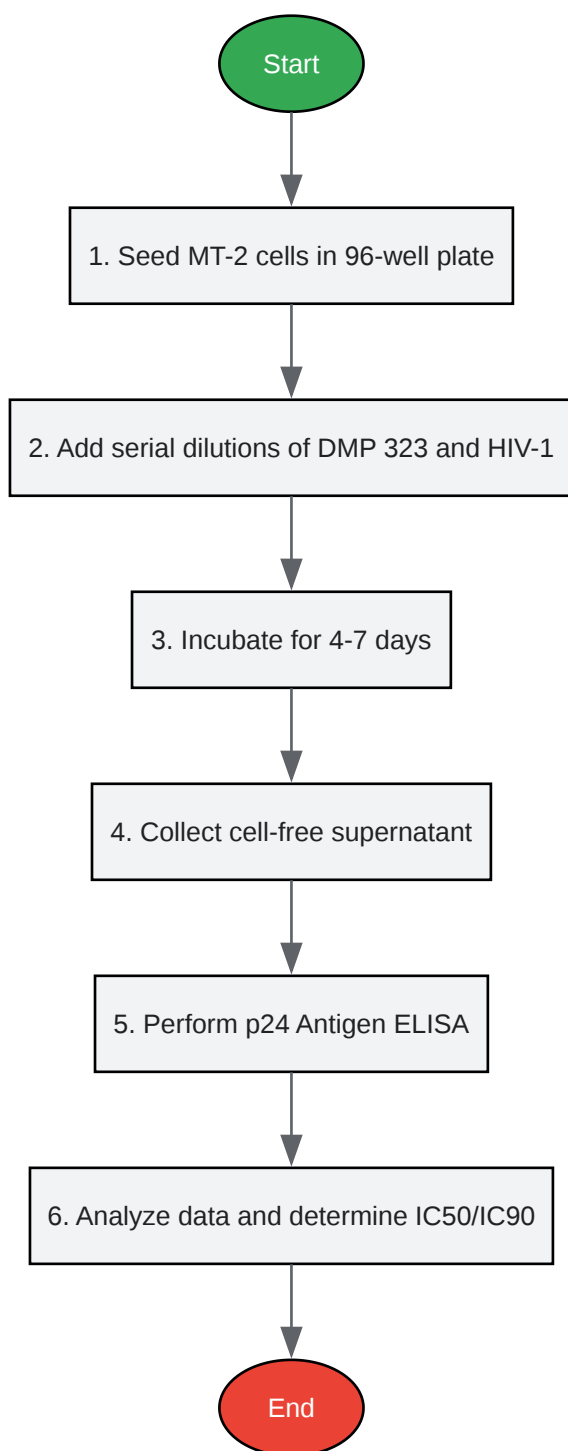 Start
1. Seed MT-2 cells in 96-well plate
2. Add serial dilutions of DMP 323 and HIV-1
3. Incubate for 4-7 days
4. Collect cell-free supernatant
5. Perform p24 Antigen ELISA
6. Analyze data and determine IC50/IC90
End